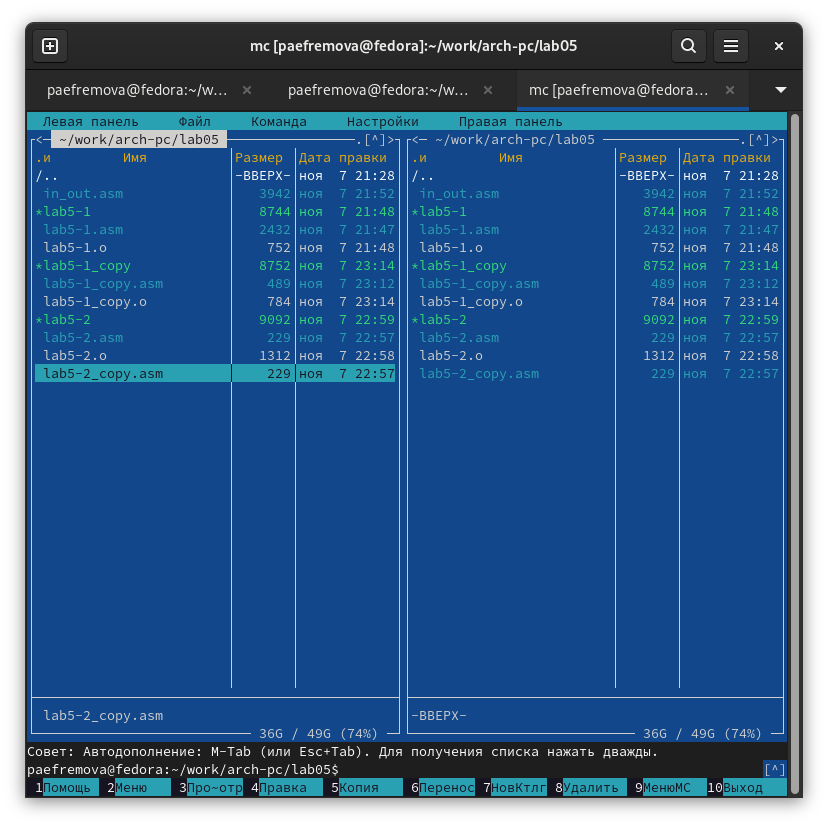 mc [paefremova@fedora]:~/work/arch-pc/lab05
paefremova@fedora:~/w... × paefremova@fedora:~/w... × mc [paefremova@fedora... ×
Левая панель Файл Команда Настройки Правая панель
<─ ~/work/arch-pc/lab05 ─.[^]> <─ ~/work/arch-pc/lab05 ─.[^]>
.и Имя Размер Дата правки .и Имя Размер Дата правки
/.. -ВВЕРХ- ноя 7 21:28 /.. -ВВЕРХ- ноя 7 21:28
in_out.asm 3942 ноя 7 21:52 in_out.asm 3942 ноя 7 21:52
*lab5-1 8744 ноя 7 21:48 *lab5-1 8744 ноя 7 21:48
lab5-1.asm 2432 ноя 7 21:47 lab5-1.asm 2432 ноя 7 21:47
lab5-1.o 752 ноя 7 21:48 lab5-1.o 752 ноя 7 21:48
*lab5-1_copy 8752 ноя 7 23:14 *lab5-1_copy 8752 ноя 7 23:14
lab5-1_copy.asm 489 ноя 7 23:12 lab5-1_copy.asm 489 ноя 7 23:12
lab5-1_copy.o 784 ноя 7 23:14 lab5-1_copy.o 784 ноя 7 23:14
*lab5-2 9092 ноя 7 22:59 *lab5-2 9092 ноя 7 22:59
lab5-2.asm 229 ноя 7 22:57 lab5-2.asm 229 ноя 7 22:57
lab5-2.o 1312 ноя 7 22:58 lab5-2.o 1312 ноя 7 22:58
lab5-2_copy.asm 229 ноя 7 22:57 lab5-2_copy.asm 229 ноя 7 22:57
lab5-2_copy.asm -ВВЕРХ-
36G / 49G (74%) 36G / 49G (74%)
Совет: Автодополнение: M-Tab (или Esc+Tab). Для получения списка нажать дважды.
paefremova@fedora:~/work/arch-pc/lab05$ [^]
1Помощь 2Меню 3Про~отр 4Правка 5Копия 6Перенос 7НовКтлг 8Удалить 9МенюMC 10Выход